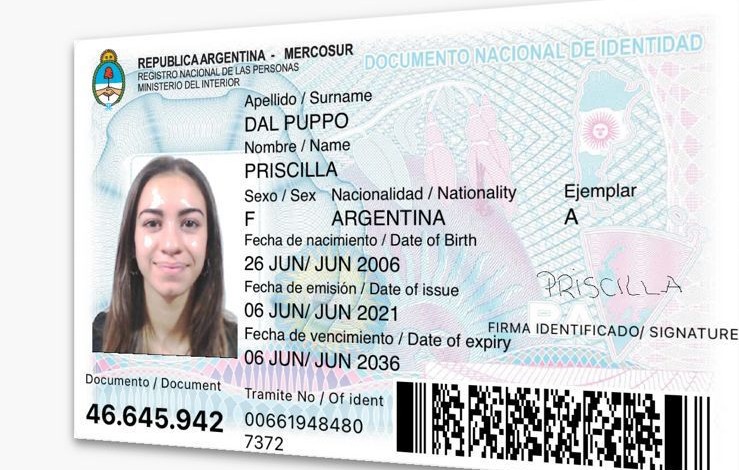 REPUBLICA ARGENTINA - MERCOSUR
REGISTRO NACIONAL DE LAS PERSONAS
MINISTERIO DEL INTERIOR
DOCUMENTO NACIONAL DE IDENTIDAD
Apellido / Surname
DAL PUPPO
Nombre / Name
PRISCILLA
Sexo / Sex Nacionalidad / Nationality Ejemplar
F ARGENTINA A
Fecha de nacimiento / Date of Birth
26 JUN/ JUN 2006
Fecha de emisión / Date of issue
06 JUN/ JUN 2021
PRISCILLA
FIRMA IDENTIFICADO/ SIGNATURE
Fecha de vencimiento / Date of expiry
06 JUN/ JUN 2036
Documento / Document
46.645.942
Tramite No / Of ident
00661948480
7372